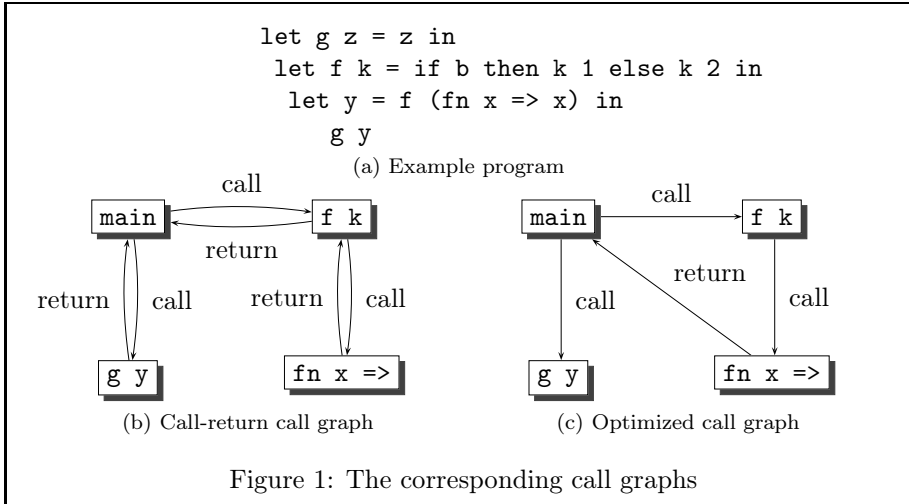 let g z = z in
let f k = if b then k 1 else k 2 in
let y = f (fn x => x) in
g y
(a) Example program
call
main
f k
return
return
call
return
call
g y
fn x =>
(b) Call-return call graph
main
call
f k
return
call
call
g y
fn x =>
(c) Optimized call graph
Figure 1: The corresponding call graphs